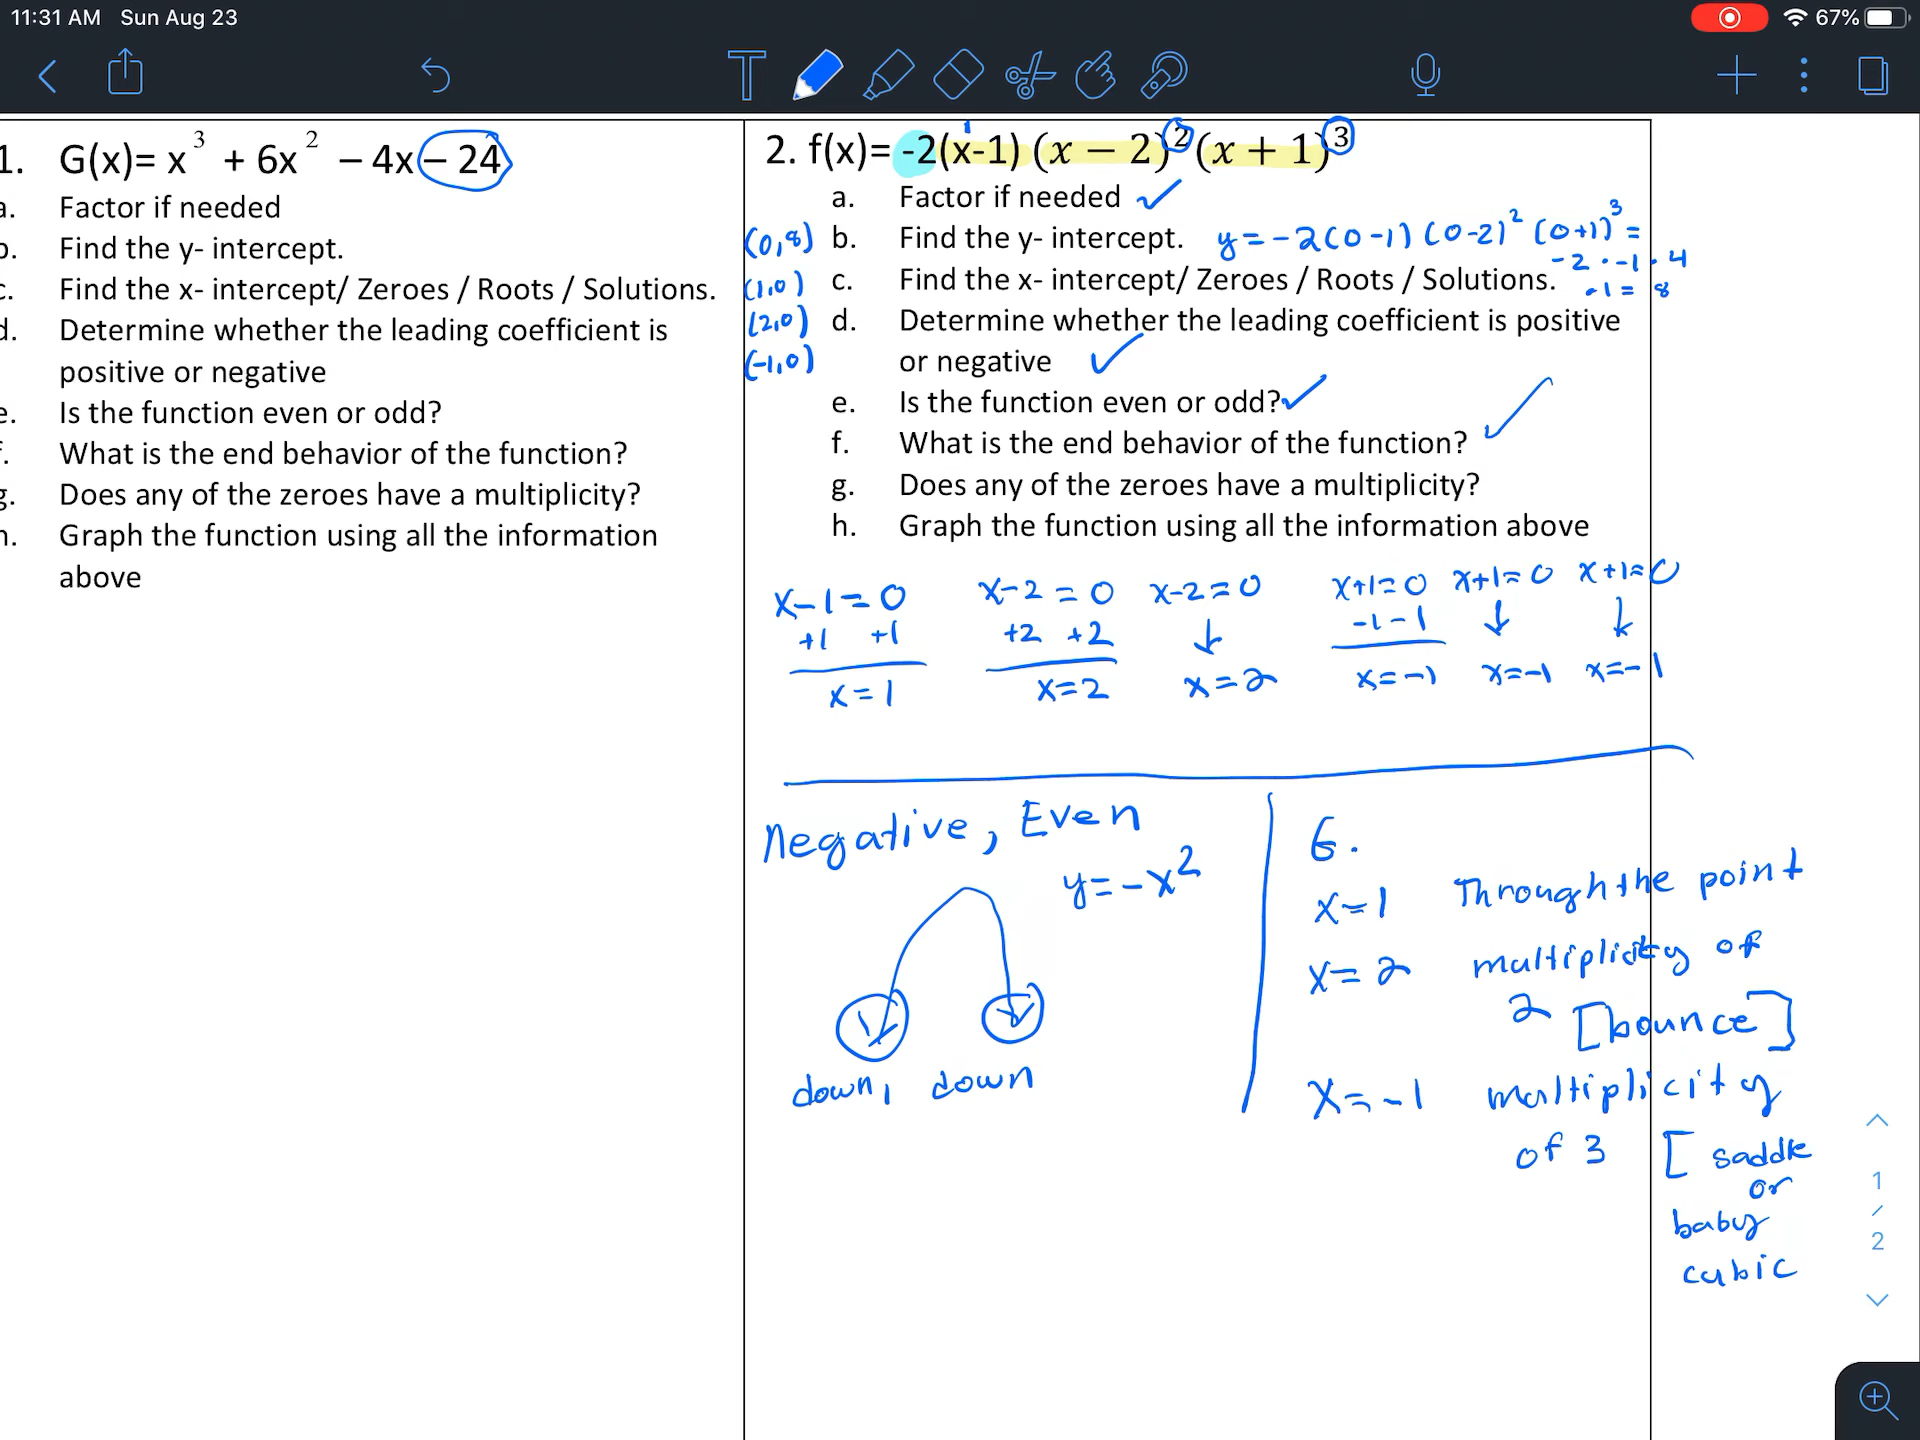 11:31 AM Sun Aug 23
67%
1. G(x)= x³ + 6x² – 4x – 24
a. Factor if needed
b. Find the y- intercept.
c. Find the x- intercept/ Zeroes / Roots / Solutions.
d. Determine whether the leading coefficient is
positive or negative
e. Is the function even or odd?
f. What is the end behavior of the function?
g. Does any of the zeroes have a multiplicity?
h. Graph the function using all the information
above
2. f(x)= -2(x-1)¹ (x – 2)² (x + 1)³
a. Factor if needed ✓
(0,8) b. Find the y- intercept. y=-2(0-1)(0-2)²(0+1)³=
-2·-1·4
(1,0) c. Find the x- intercept/ Zeroes / Roots / Solutions. ·1= 8
(2,0) d. Determine whether the leading coefficient is positive
(-1,0) or negative ✓
e. Is the function even or odd? ✓
f. What is the end behavior of the function? ✓
g. Does any of the zeroes have a multiplicity?
h. Graph the function using all the information above
x-1=0 x-2=0 x-2=0 x+1=0 x+1=0 x+1=0
+1 +1 +2 +2 ↓ -1 -1 ↓ ↓
x=1 x=2 x=2 x=-1 x=-1 x=-1
Negative, Even
y=-x²
down, down
G.
x=1 Through the point
x=2 multiplicity of
2 [bounce]
x=-1 multiplicity
of 3 [saddle
or
baby
cubic
1
/
2